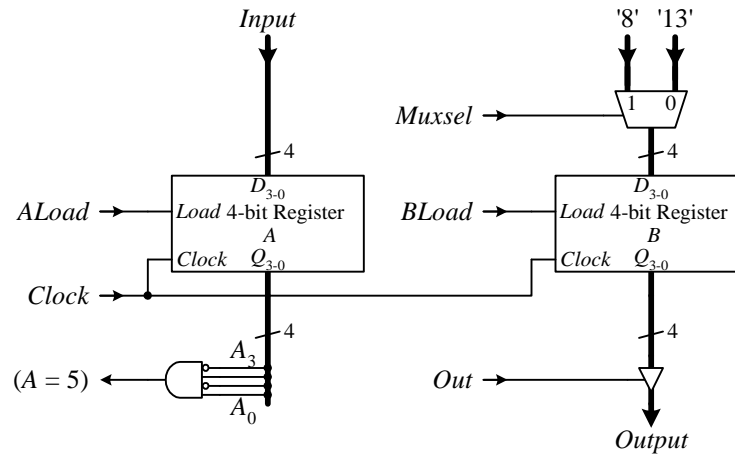 Input
'8' '13'
1 0
Muxsel
4
4
D3-0
D3-0
ALoad
Load 4-bit Register
A
BLoad
Load 4-bit Register
B
Clock Q3-0
Clock Q3-0
Clock
4
4
A3
(A = 5)
Out
A0
Output